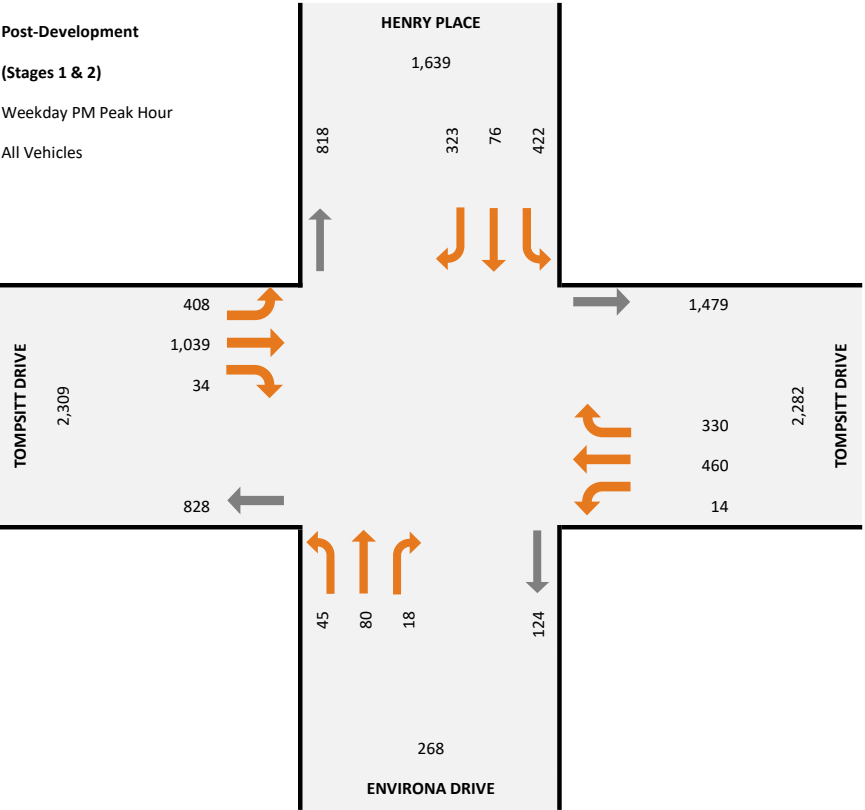 Post-Development
(Stages 1 & 2)
Weekday PM Peak Hour
All Vehicles
HENRY PLACE
1,639
818
323
76
422
408
1,039
34
TOMPSITT DRIVE
2,309
828
1,479
330
460
14
2,282
TOMPSITT DRIVE
45
80
18
124
268
ENVIRONA DRIVE